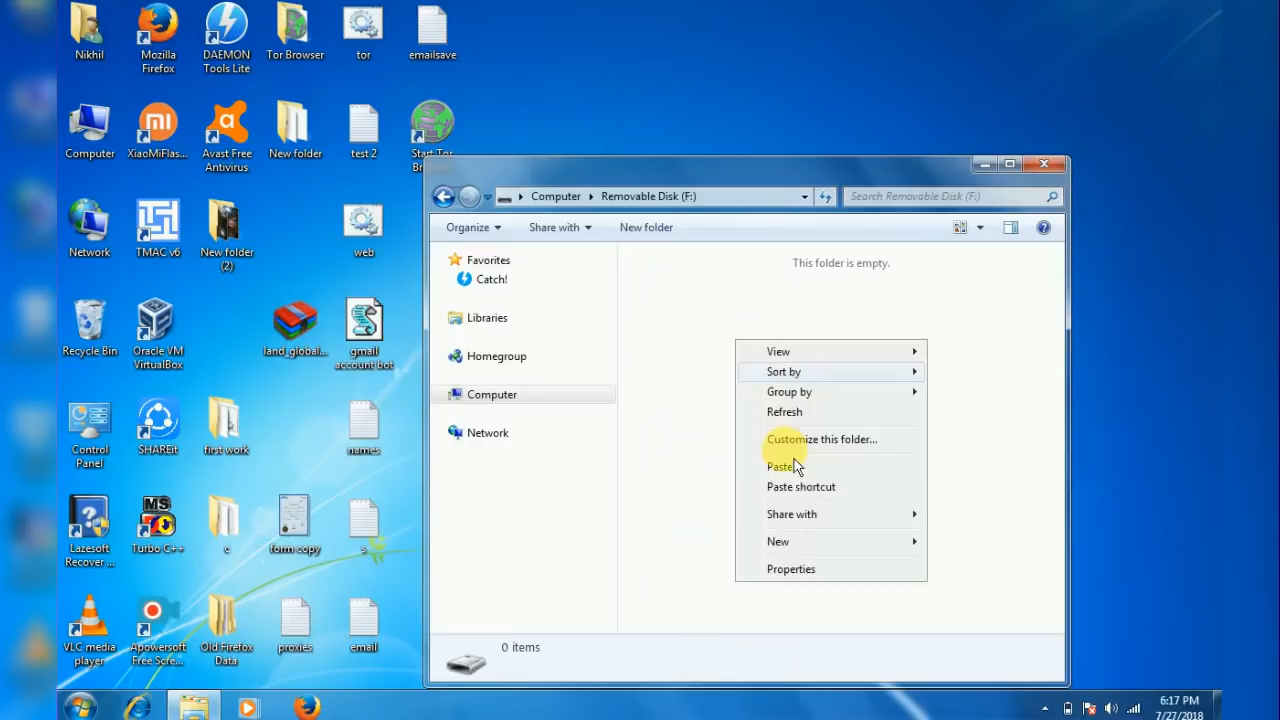 Nikhil
Mozilla
Firefox
DAEMON
Tools Lite
Tor Browser
tor
emailsave
Computer
XiaoMiFlas...
Avast Free
Antivirus
New folder
test 2
Start Tor
Network
TMAC v6
New folder
(2)
web
Recycle Bin
Oracle VM
VirtualBox
land_global...
gmail
account bot
Control
Panel
SHAREit
first work
names
Lazesoft
Recover ...
MS
Turbo C++
c
form copy
s
VLC media
player
Apowersoft
Free Scre...
Old Firefox
Data
proxies
email
Computer
Removable Disk (F:)
Search Removable Disk (F:)
Organize
Share with
New folder
Favorites
Catch!
Libraries
Homegroup
Computer
Network
This folder is empty.
View
Sort by
Group by
Refresh
Customize this folder...
Paste
Paste shortcut
Share with
New
Properties
0 items
6:17 PM
7/27/2018